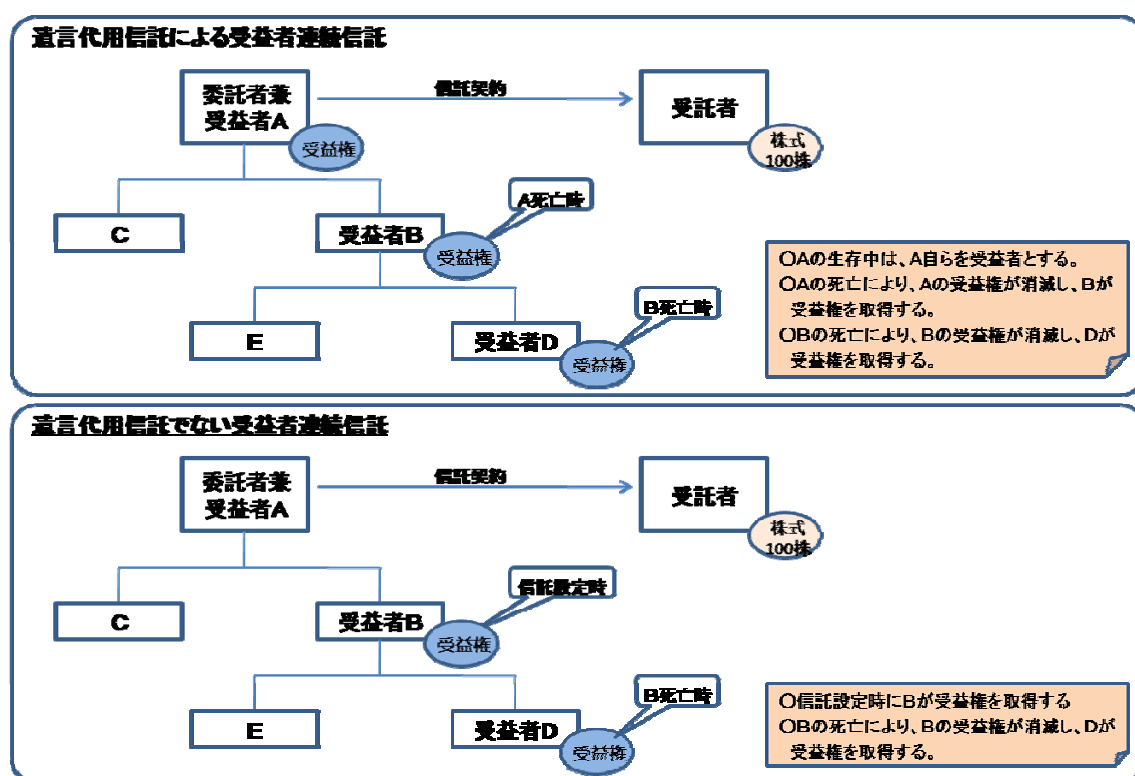 遺言代用信託による受益者連続信託
委託者兼
受益者A
受益権
信託契約
受託者
株式
100株
C
受益者B
受益権
A死亡時
E
受益者D
受益権
B死亡時
〇Aの生存中は、A自らを受益者とする。
〇Aの死亡により、Aの受益権が消滅し、Bが
受益権を取得する。
〇Bの死亡により、Bの受益権が消滅し、Dが
受益権を取得する。
遺言代用信託でない受益者連続信託
委託者兼
受益者A
信託契約
受託者
株式
100株
C
受益者B
受益権
信託設定時
E
受益者D
受益権
B死亡時
〇信託設定時にBが受益権を取得する
〇Bの死亡により、Bの受益権が消滅し、Dが
受益権を取得する。